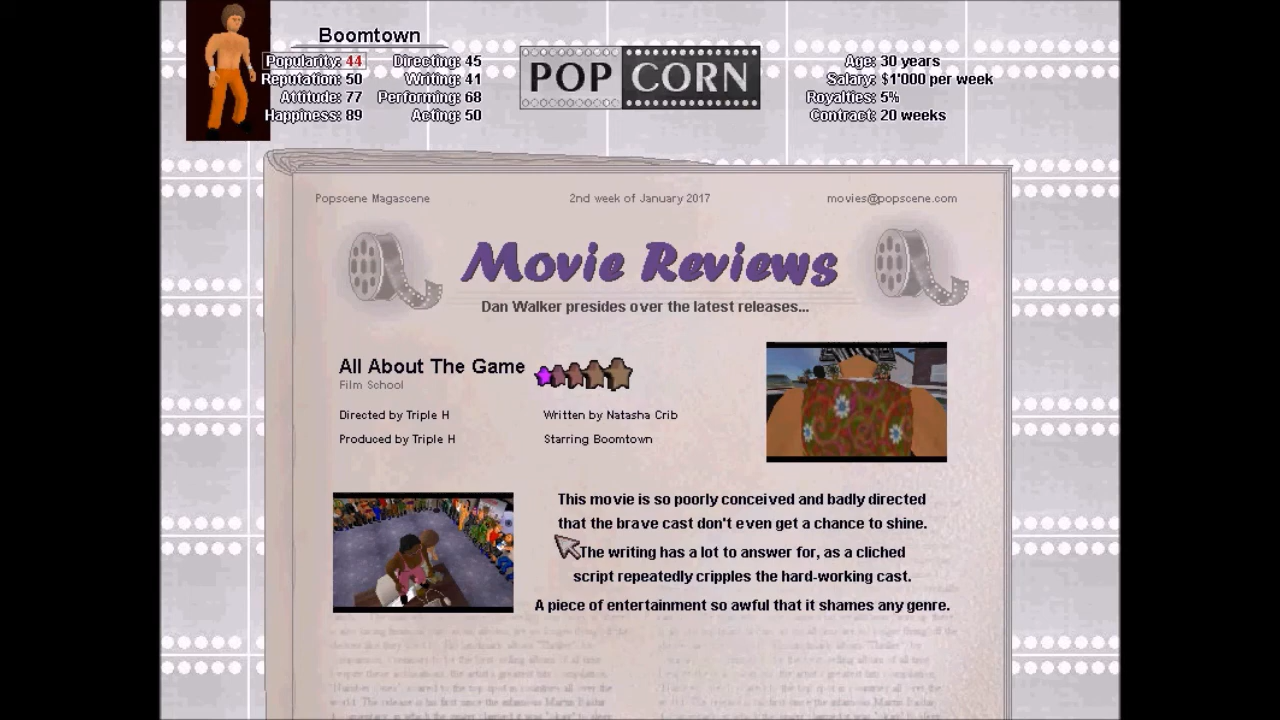 Boomtown
Popularity: 44 Directing: 45
Reputation: 50 Writing: 41
Attitude: 77 Performing: 68
Happiness: 89 Acting: 50
POP CORN
Age: 30 years
Salary: $1'000 per week
Royalties: 5%
Contract: 20 weeks
Popscene Magascene 2nd week of January 2017 movies@popscene.com
Movie Reviews
Dan Walker presides over the latest releases...
All About The Game
Film School
Directed by Triple H Written by Natasha Crib
Produced by Triple H Starring Boomtown
This movie is so poorly conceived and badly directed
that the brave cast don't even get a chance to shine.
The writing has a lot to answer for, as a cliched
script repeatedly cripples the hard-working cast.
A piece of entertainment so awful that it shames any genre.